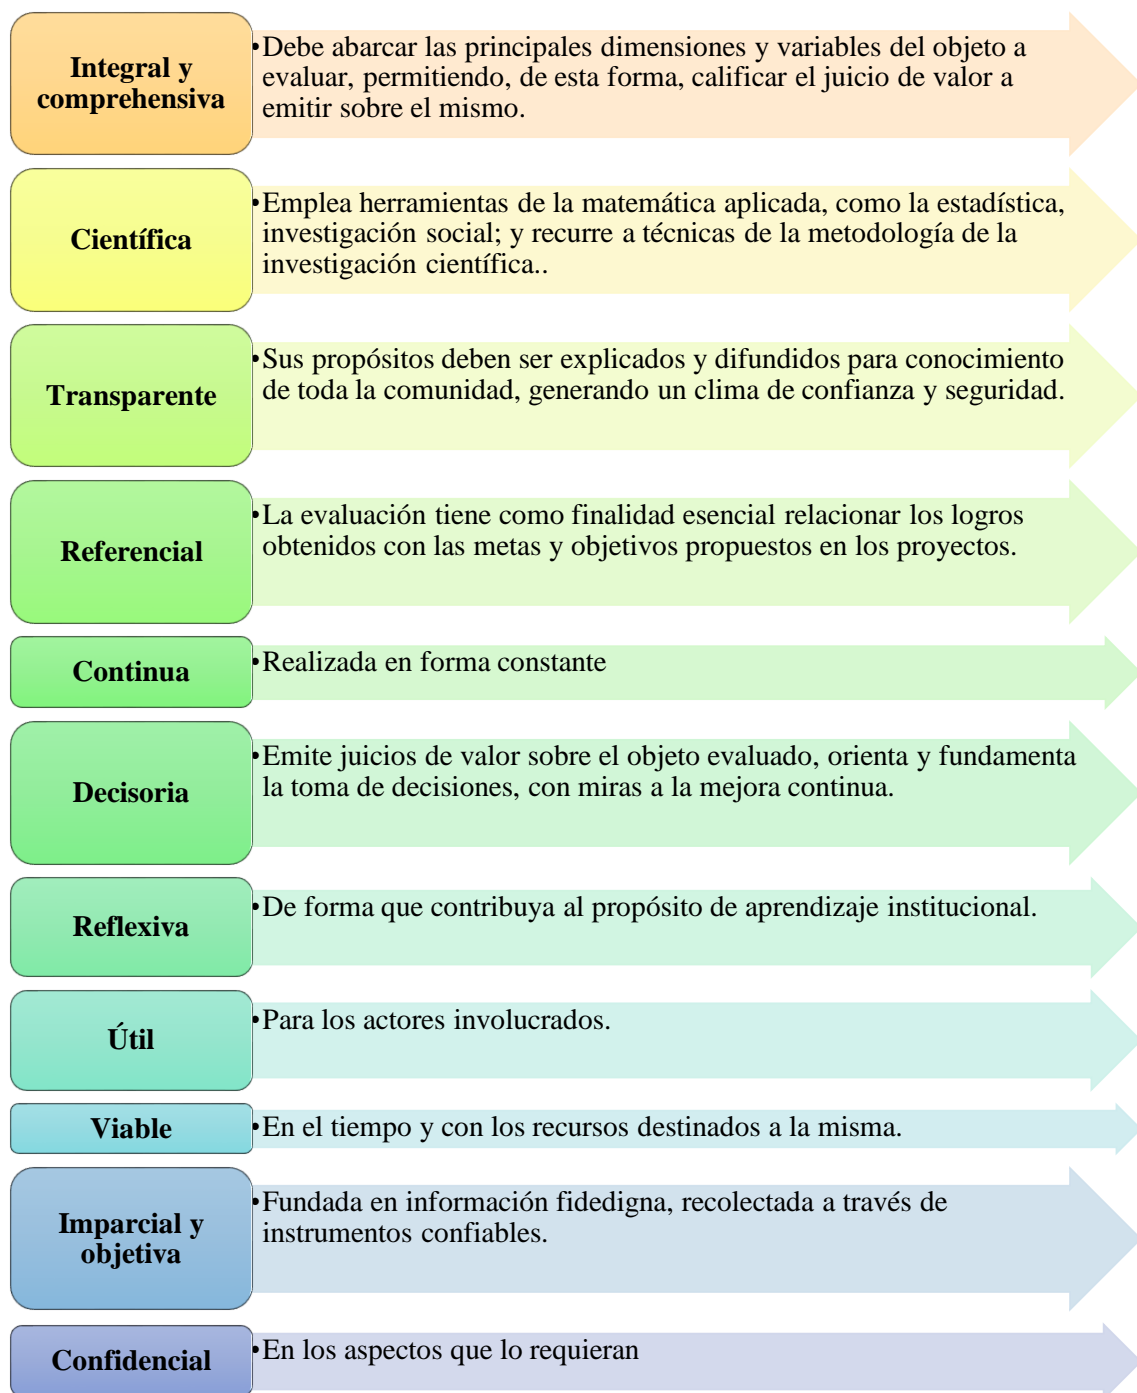 Integral y
comprehensiva
•Debe abarcar las principales dimensiones y variables del objeto a
evaluar, permitiendo, de esta forma, calificar el juicio de valor a
emitir sobre el mismo.
Científica
•Emplea herramientas de la matemática aplicada, como la estadística,
investigación social; y recurre a técnicas de la metodología de la
investigación científica..
Transparente
•Sus propósitos deben ser explicados y difundidos para conocimiento
de toda la comunidad, generando un clima de confianza y seguridad.
Referencial
•La evaluación tiene como finalidad esencial relacionar los logros
obtenidos con las metas y objetivos propuestos en los proyectos.
Continua
•Realizada en forma constante
Decisoria
•Emite juicios de valor sobre el objeto evaluado, orienta y fundamenta
la toma de decisiones, con miras a la mejora continua.
Reflexiva
•De forma que contribuya al propósito de aprendizaje institucional.
Útil
•Para los actores involucrados.
Viable
•En el tiempo y con los recursos destinados a la misma.
Imparcial y
objetiva
•Fundada en información fidedigna, recolectada a través de
instrumentos confiables.
Confidencial
•En los aspectos que lo requieran